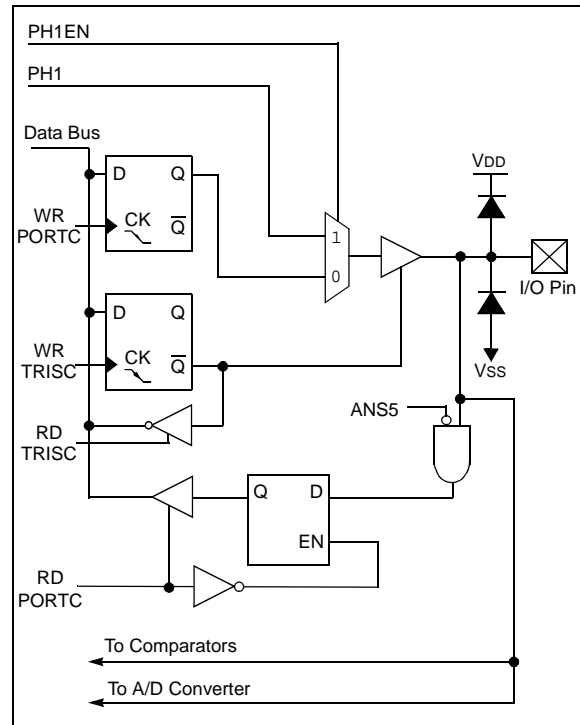 PH1EN
PH1
Data Bus
D Q
WR
PORTC
CK
Q
VDD
1
0
I/O Pin
D Q
WR
TRISC
CK
Q
VSS
ANS5
RD
TRISC
Q D
EN
RD
PORTC
To Comparators
To A/D Converter